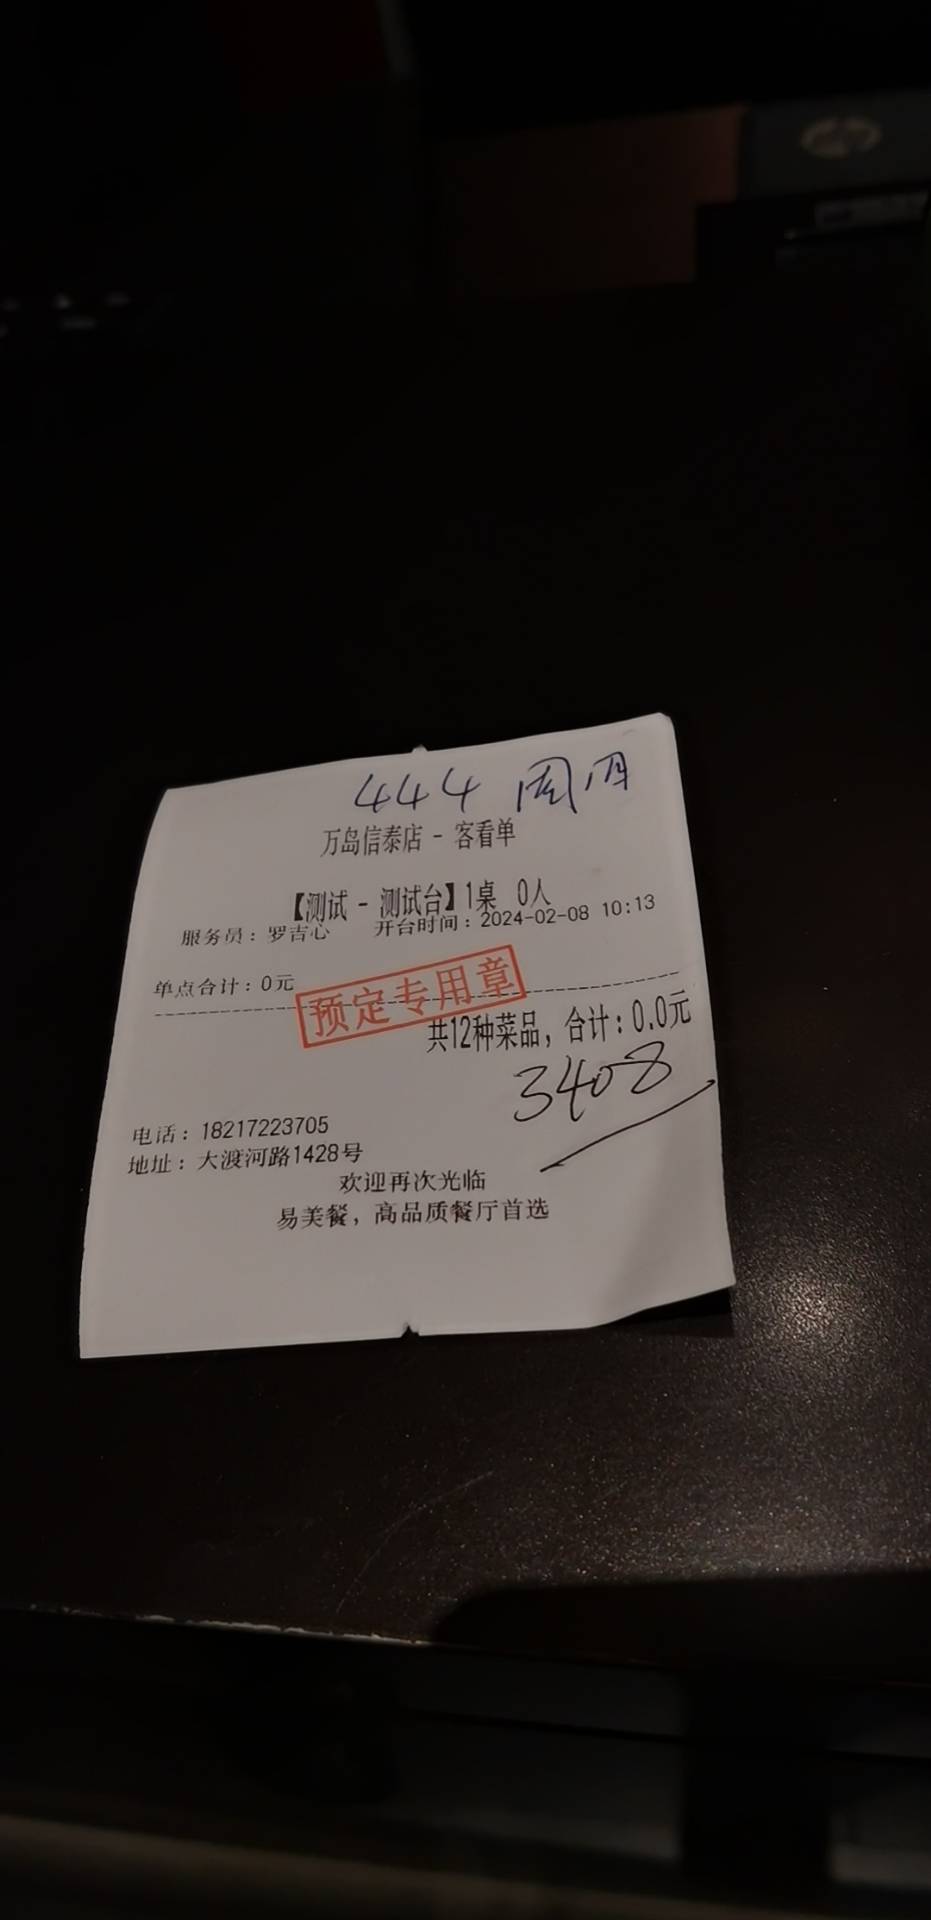 444 周丹
万岛信泰店 - 客看单
【测试 - 测试台】1桌 0人
服务员：罗吉心 开台时间：2024-02-08 10:13
单点合计：0元
预定专用章
共12种菜品，合计：0.0元
3408
电话：18217223705
地址：大渡河路1428号
欢迎再次光临
易美餐，高品质餐厅首选